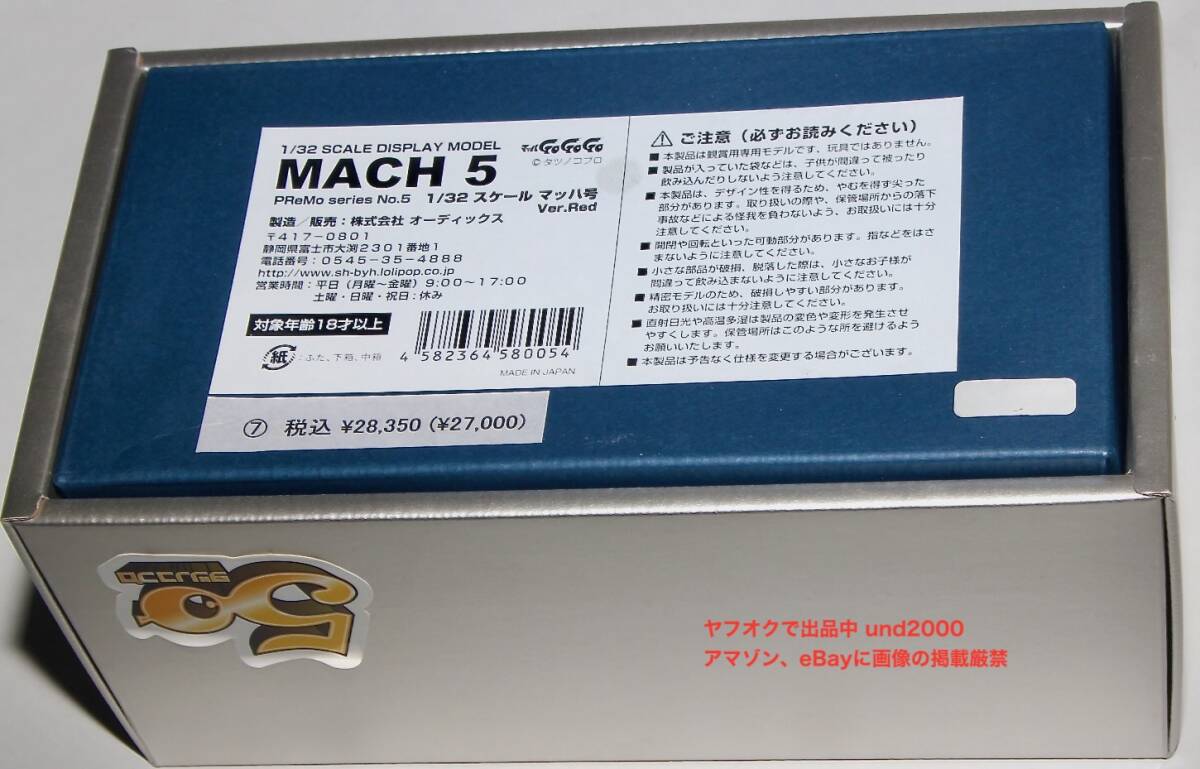 1/32 SCALE DISPLAY MODEL
マッハGoGoGo
MACH 5
©タツノコプロ
PReMo series No.5 1/32 スケール マッハ号
Ver.Red
製造／販売：株式会社 オーディックス
〒417-0801
静岡県富士市大渕2301番地1
電話番号：0545-35-4888
http://www.sh-byh.lolipop.co.jp
営業時間：平日（月曜〜金曜）9:00〜17:00
土曜・日曜・祝日：休み
対象年齢18才以上
紙：ふた、下箱、中箱
4 582364 580054
MADE IN JAPAN
⚠ ご注意（必ずお読みください）
■ 本製品は観賞用専用モデルです、玩具ではありません。
■ 製品が入っていた袋などは、子供が間違って被ったり
飲み込んだりしないよう注意してください。
■ 本製品は、デザイン性を得るため、やむを得ず尖った
部分があります。取り扱いの際や、保管場所からの落下
事故などによる怪我を負わないよう、お取扱いには十分
注意してください。
■ 開閉や回転といった可動部分があります。指などをはさ
まないように注意してください。
■ 小さな部品が破損、脱落した際は、小さなお子様が
間違って飲み込まないように注意してください。
■ 精密モデルのため、破損しやすい部分があります。
お取り扱いには十分注意してください。
■ 直射日光や高温多湿は製品の変色や変形を発生させ
やすくします。保管場所はこのような所を避けるよう
お願いいたします。
■ 本製品は予告なく仕様を変更する場合がございます。
⑦ 税込 ¥28,350（¥27,000）
50
ヤフオクで出品中 und2000
アマゾン、eBayに画像の掲載厳禁